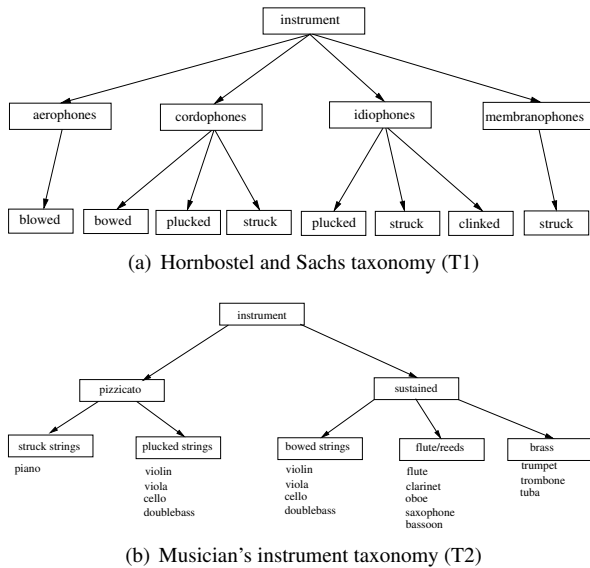 instrument
aerophones cordophones idiophones membranophones
blowed bowed plucked struck plucked struck clinked struck
(a) Hornbostel and Sachs taxonomy (T1)
instrument
pizzicato sustained
struck strings plucked strings bowed strings flute/reeds brass
piano violin violin flute trumpet
viola viola clarinet trombone
cello cello oboe tuba
doublebass doublebass saxophone
bassoon
(b) Musician's instrument taxonomy (T2)